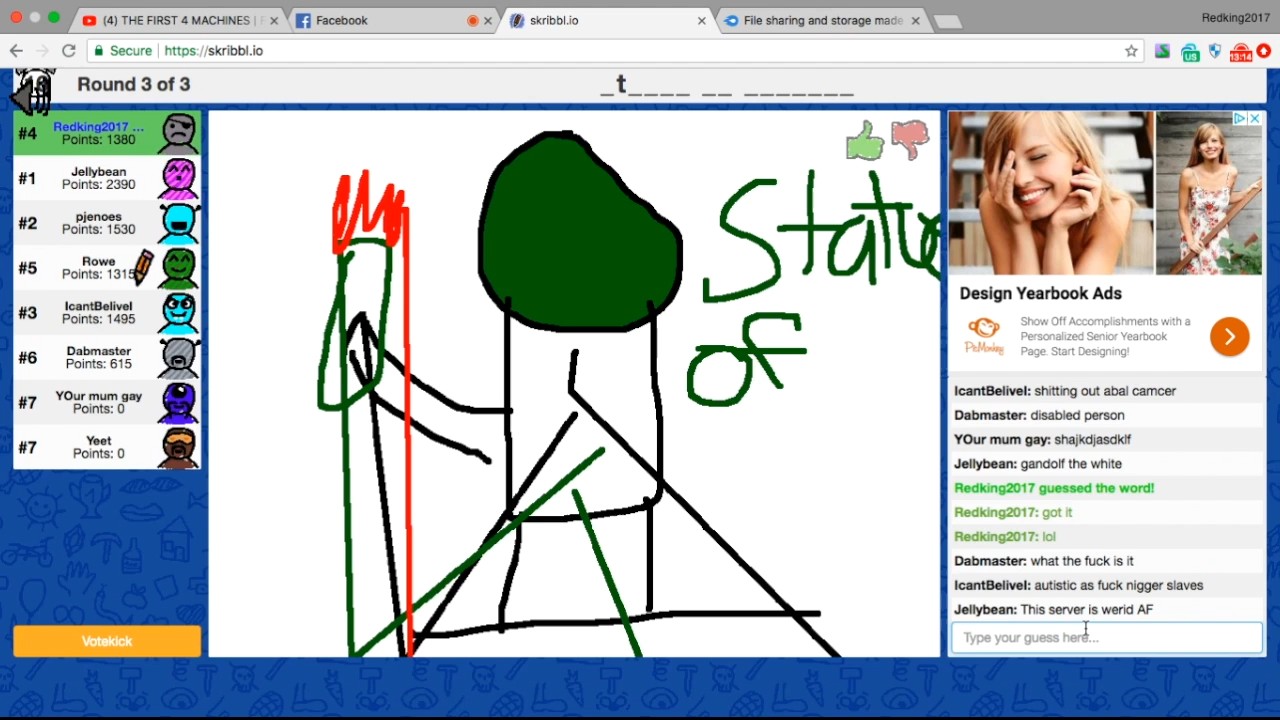 (4) THE FIRST 4 MACHINES | F
Facebook
skribbl.io
File sharing and storage made
Redking2017
Secure
https://skribbl.io
US
13:14
Round 3 of 3
_t____ __ _______
#4 Redking2017 ...
Points: 1380
#1 Jellybean
Points: 2390
#2 pjenoes
Points: 1530
#5 Rowe
Points: 1315
#3 IcantBelivel
Points: 1495
#6 Dabmaster
Points: 615
#7 YOur mum gay
Points: 0
#7 Yeet
Points: 0
Votekick
Statue
of
Design Yearbook Ads
PicMonkey
Show Off Accomplishments with a
Personalized Senior Yearbook
Page. Start Designing!
IcantBelivel: shitting out abal camcer
Dabmaster: disabled person
YOur mum gay: shajkdjasdklf
Jellybean: gandolf the white
Redking2017 guessed the word!
Redking2017: got it
Redking2017: lol
Dabmaster: what the fuck is it
IcantBelivel: autistic as fuck nigger slaves
Jellybean: This server is werid AF
Type your guess here...